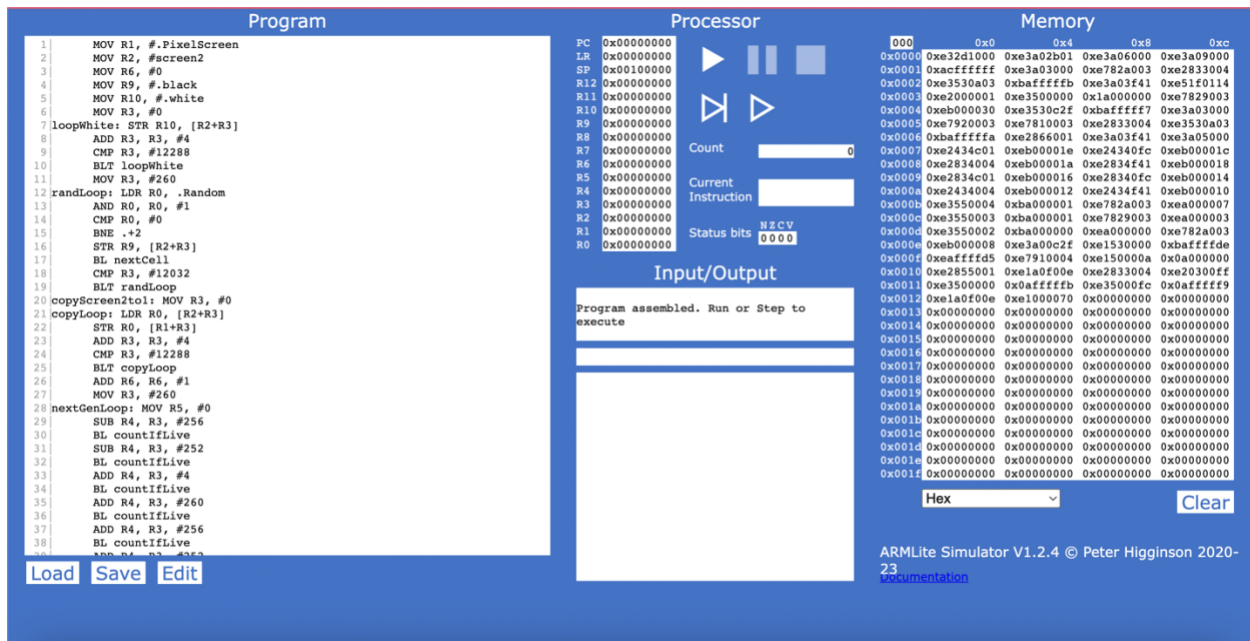 Program
1| MOV R1, #.PixelScreen
2| MOV R2, #screen2
3| MOV R6, #0
4| MOV R9, #.black
5| MOV R10, #.white
6| MOV R3, #0
7|loopWhite: STR R10, [R2+R3]
8| ADD R3, R3, #4
9| CMP R3, #12288
10| BLT loopWhite
11| MOV R3, #260
12|randLoop: LDR R0, .Random
13| AND R0, R0, #1
14| CMP R0, #0
15| BNE .+2
16| STR R9, [R2+R3]
17| BL nextCell
18| CMP R3, #12032
19| BLT randLoop
20|copyScreen2to1: MOV R3, #0
21|copyLoop: LDR R0, [R2+R3]
22| STR R0, [R1+R3]
23| ADD R3, R3, #4
24| CMP R3, #12288
25| BLT copyLoop
26| ADD R6, R6, #1
27| MOV R3, #260
28|nextGenLoop: MOV R5, #0
29| SUB R4, R3, #256
30| BL countIfLive
31| SUB R4, R3, #252
32| BL countIfLive
33| ADD R4, R3, #4
34| BL countIfLive
35| ADD R4, R3, #260
36| BL countIfLive
37| ADD R4, R3, #256
38| BL countIfLive
39| ADD R4, R3, #252
Load Save Edit
Processor
PC 0x00000000
LR 0x00000000
SP 0x00100000
R12 0x00000000
R11 0x00000000
R10 0x00000000
R9 0x00000000
R8 0x00000000
R7 0x00000000
R6 0x00000000
R5 0x00000000
R4 0x00000000
R3 0x00000000
R2 0x00000000
R1 0x00000000
R0 0x00000000
Count 0
Current
Instruction
NZCV
Status bits 0000
Input/Output
Program assembled. Run or Step to
execute
Memory
000 0x0 0x4 0x8 0xc
0x0000 0xe32d1000 0xe3a02b01 0xe3a06000 0xe3a09000
0x0001 0xacffffff 0xe3a03000 0xe782a003 0xe2833004
0x0002 0xe3530a03 0xbafffffb 0xe3a03f41 0xe51f0114
0x0003 0xe2000001 0xe3500000 0x1a000000 0xe7829003
0x0004 0xeb000030 0xe3530c2f 0xbafffff7 0xe3a03000
0x0005 0xe7920003 0xe7810003 0xe2833004 0xe3530a03
0x0006 0xbafffffa 0xe2866001 0xe3a03f41 0xe3a05000
0x0007 0xe2434c01 0xeb00001e 0xe24340fc 0xeb00001c
0x0008 0xe2834004 0xeb00001a 0xe2834f41 0xeb000018
0x0009 0xe2834c01 0xeb000016 0xe28340fc 0xeb000014
0x000a 0xe2434004 0xeb000012 0xe2434f41 0xeb000010
0x000b 0xe3550004 0xba000001 0xe782a003 0xea000007
0x000c 0xe3550003 0xba000001 0xe7829003 0xea000003
0x000d 0xe3550002 0xba000000 0xea000000 0xe782a003
0x000e 0xeb000008 0xe3a00c2f 0xe1530000 0xbaffffde
0x000f 0xeaffffd5 0xe7910004 0xe150000a 0x0a000000
0x0010 0xe2855001 0xe1a0f00e 0xe2833004 0xe20300ff
0x0011 0xe3500000 0x0afffffb 0xe35000fc 0x0afffff9
0x0012 0xe1a0f00e 0xe1000070 0x00000000 0x00000000
0x0013 0x00000000 0x00000000 0x00000000 0x00000000
0x0014 0x00000000 0x00000000 0x00000000 0x00000000
0x0015 0x00000000 0x00000000 0x00000000 0x00000000
0x0016 0x00000000 0x00000000 0x00000000 0x00000000
0x0017 0x00000000 0x00000000 0x00000000 0x00000000
0x0018 0x00000000 0x00000000 0x00000000 0x00000000
0x0019 0x00000000 0x00000000 0x00000000 0x00000000
0x001a 0x00000000 0x00000000 0x00000000 0x00000000
0x001b 0x00000000 0x00000000 0x00000000 0x00000000
0x001c 0x00000000 0x00000000 0x00000000 0x00000000
0x001d 0x00000000 0x00000000 0x00000000 0x00000000
0x001e 0x00000000 0x00000000 0x00000000 0x00000000
0x001f 0x00000000 0x00000000 0x00000000 0x00000000
Hex
Clear
ARMLite Simulator V1.2.4 © Peter Higginson 2020-
23
Documentation